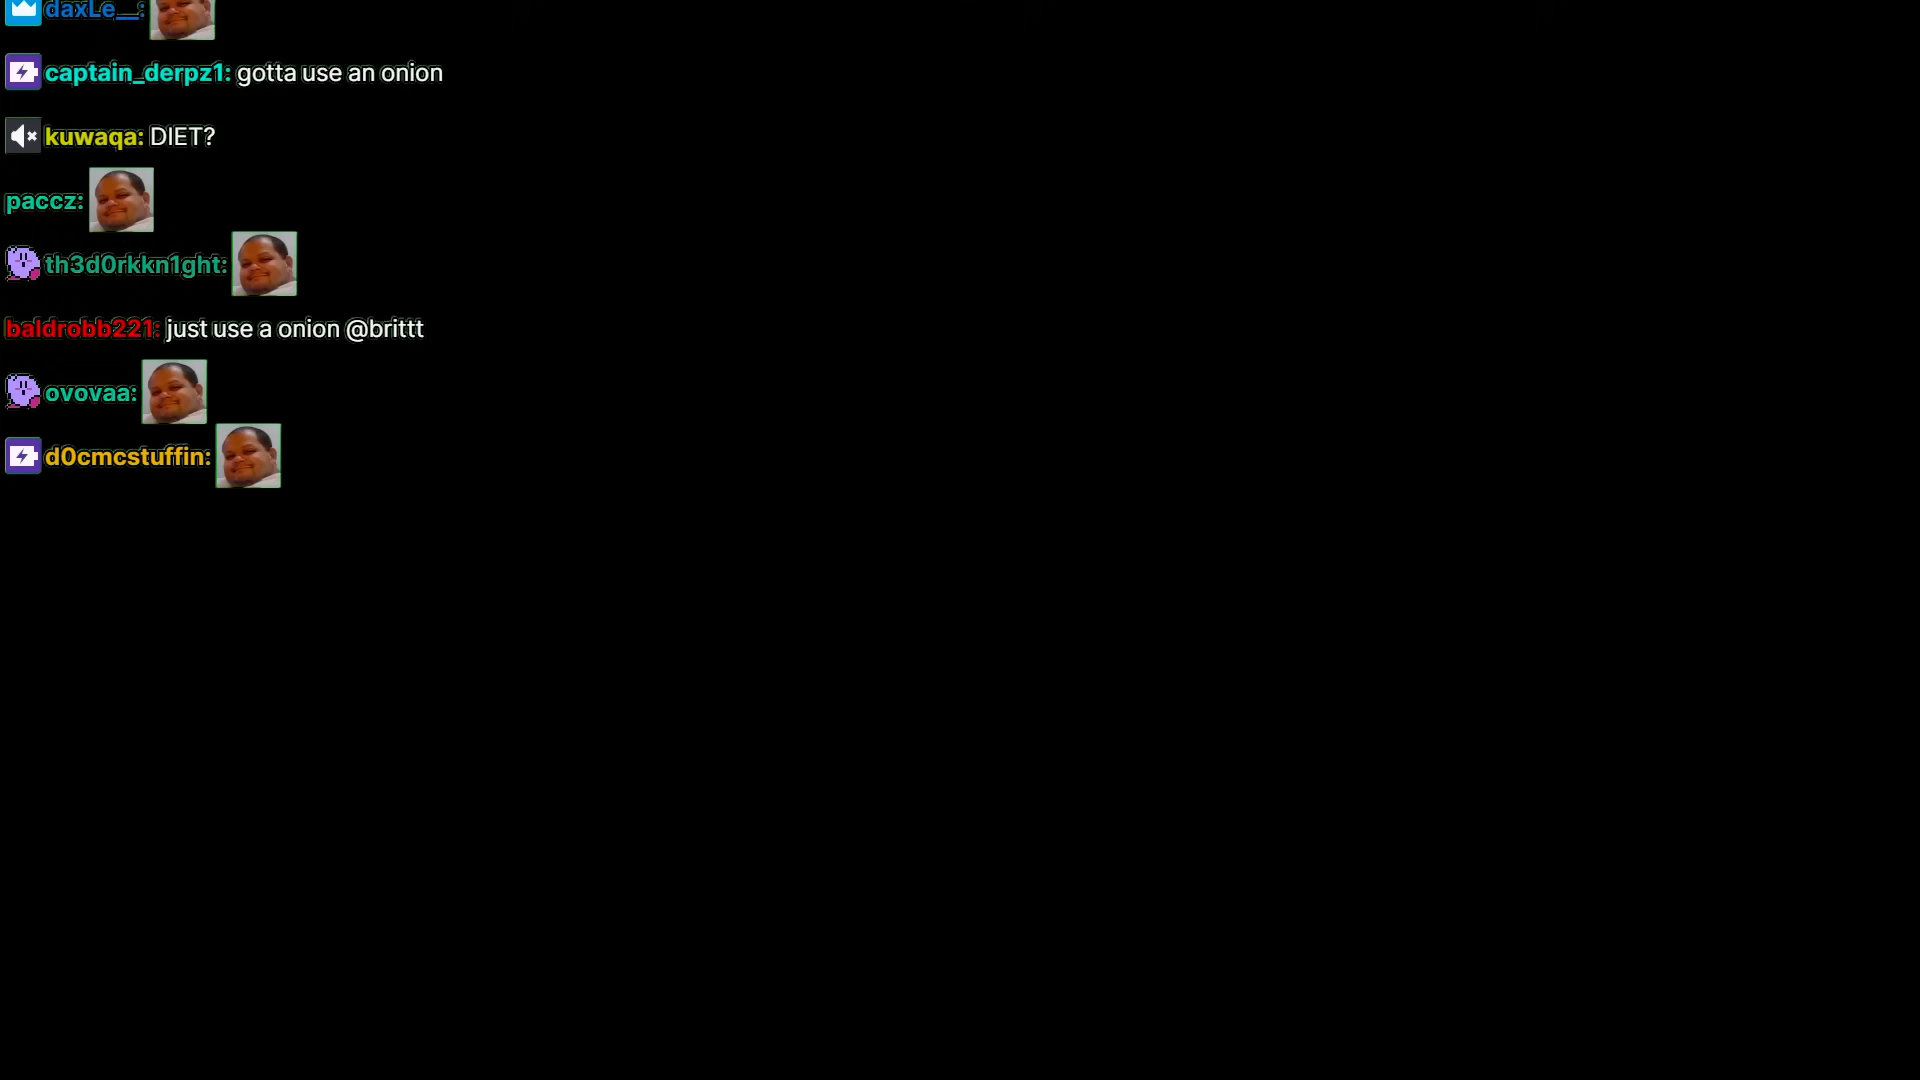 daxLe__:
captain_derpz1: gotta use an onion
kuwaqa: DIET?
paccz:
th3d0rkkn1ght:
baldrobb221: just use a onion @brittt
ovovaa:
d0cmcstuffin: